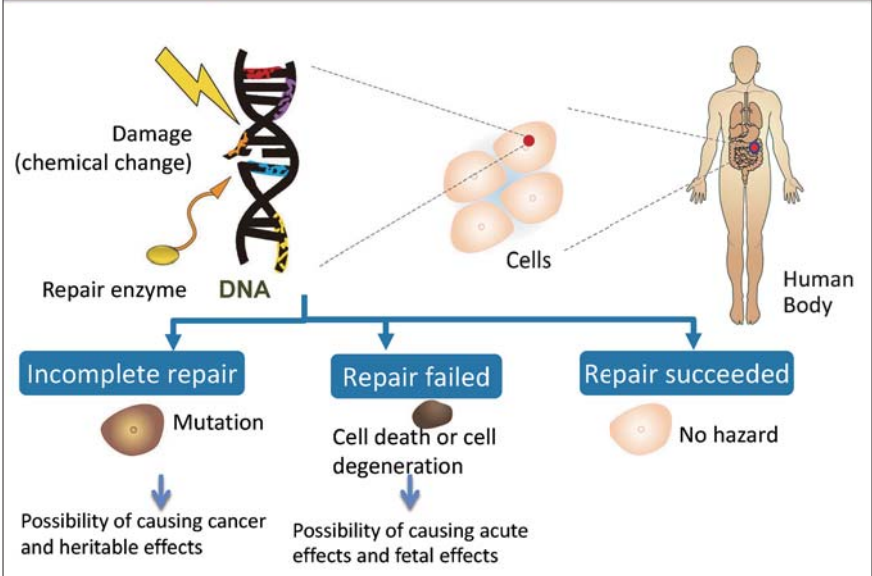 Damage
(chemical change)
Repair enzyme
DNA
Cells
Human
Body
Incomplete repair
Repair failed
Repair succeeded
Mutation
Cell death or cell
degeneration
No hazard
Possibility of causing cancer
and heritable effects
Possibility of causing acute
effects and fetal effects